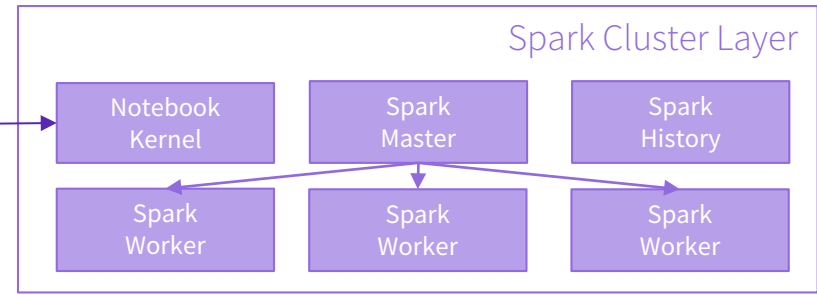 Spark Cluster Layer
Notebook
Kernel
Spark
Master
Spark
History
Spark
Worker
Spark
Worker
Spark
Worker